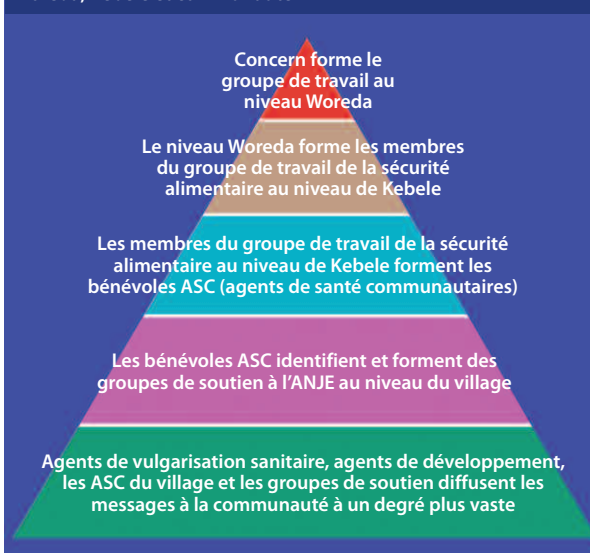 Concern forme le
groupe de travail au
niveau Woreda
Le niveau Woreda forme les membres
du groupe de travail de la sécurité
alimentaire au niveau de Kebele
Les membres du groupe de travail de la sécurité
alimentaire au niveau de Kebele forment les
bénévoles ASC (agents de santé communautaires)
Les bénévoles ASC identifient et forment des
groupes de soutien à l’ANJE au niveau du village
Agents de vulgarisation sanitaire, agents de développement,
les ASC du village et les groupes de soutien diffusent les
messages à la communauté à un degré plus vaste